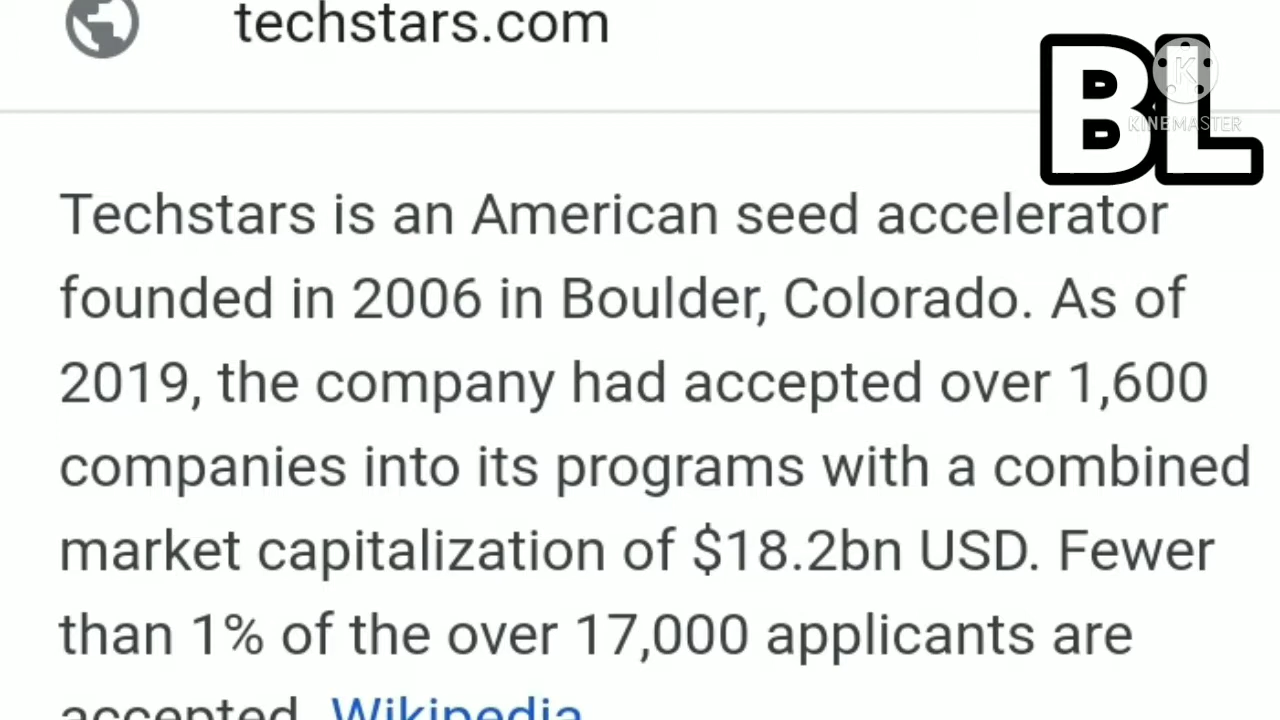 techstars.com
BL
K
KINEMASTER
Techstars is an American seed accelerator
founded in 2006 in Boulder, Colorado. As of
2019, the company had accepted over 1,600
companies into its programs with a combined
market capitalization of $18.2bn USD. Fewer
than 1% of the over 17,000 applicants are
accepted. Wikipedia